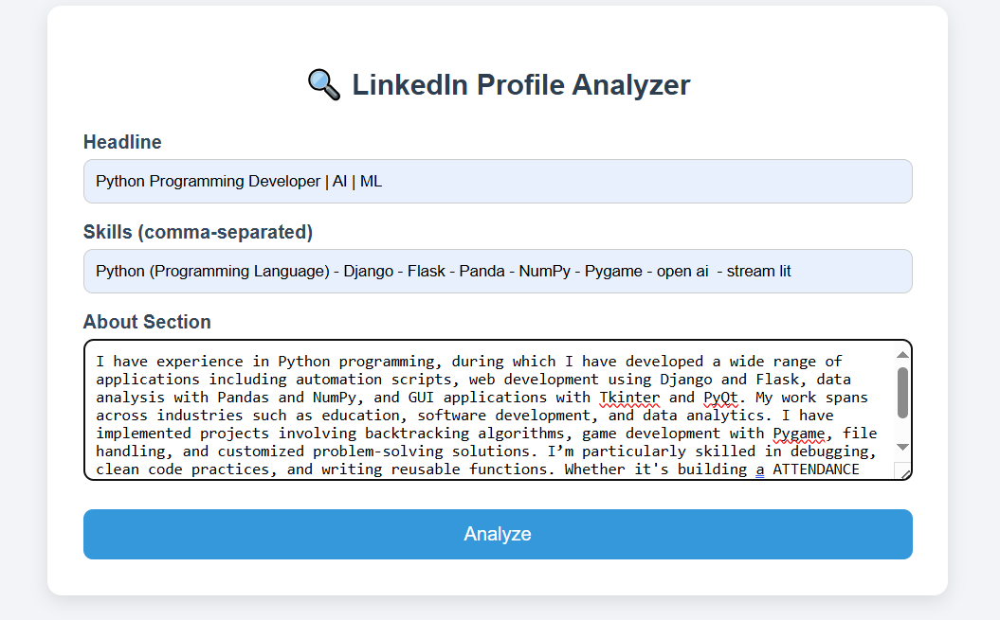 🔍 LinkedIn Profile Analyzer
Headline
Python Programming Developer | AI | ML
Skills (comma-separated)
Python (Programming Language) - Django - Flask - Panda - NumPy - Pygame - open ai  - stream lit
About Section
I have experience in Python programming, during which I have developed a wide range of
applications including automation scripts, web development using Django and Flask, data
analysis with Pandas and NumPy, and GUI applications with Tkinter and PyQt. My work spans
across industries such as education, software development, and data analytics. I have
implemented projects involving backtracking algorithms, game development with Pygame, file
handling, and customized problem-solving solutions. I’m particularly skilled in debugging,
clean code practices, and writing reusable functions. Whether it's building a ATTENDANCE
Analyze